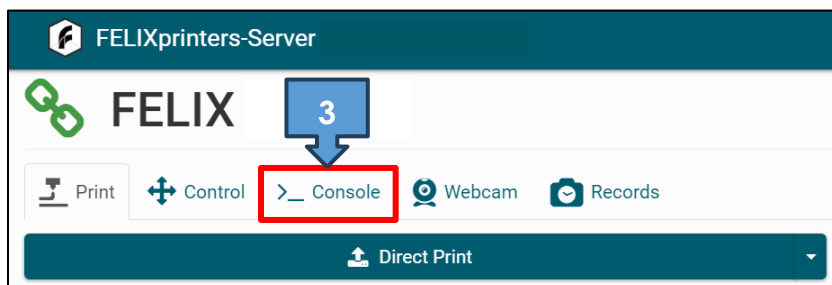 FELIXprinters-Server
FELIX
3
Print Control >_ Console Webcam Records
Direct Print